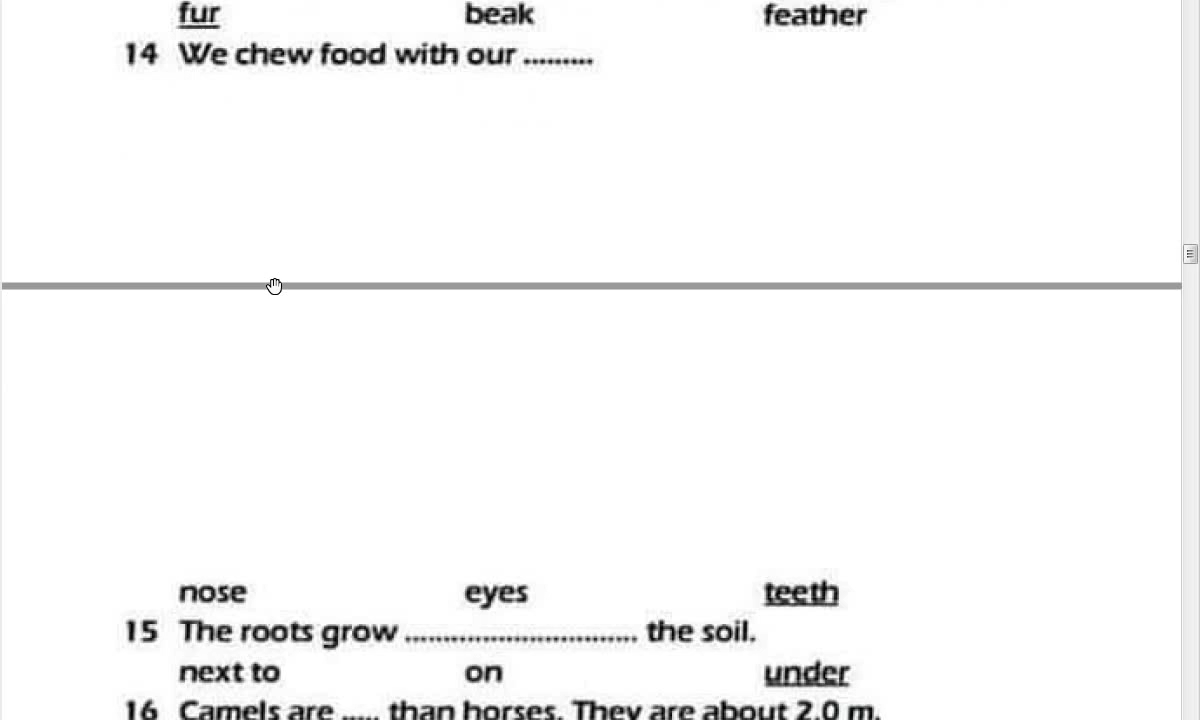 fur beak feather
14 We chew food with our .........
nose eyes teeth
15 The roots grow .............................. the soil.
next to on under
16 Camels are ..... than horses. They are about 2.0 m.